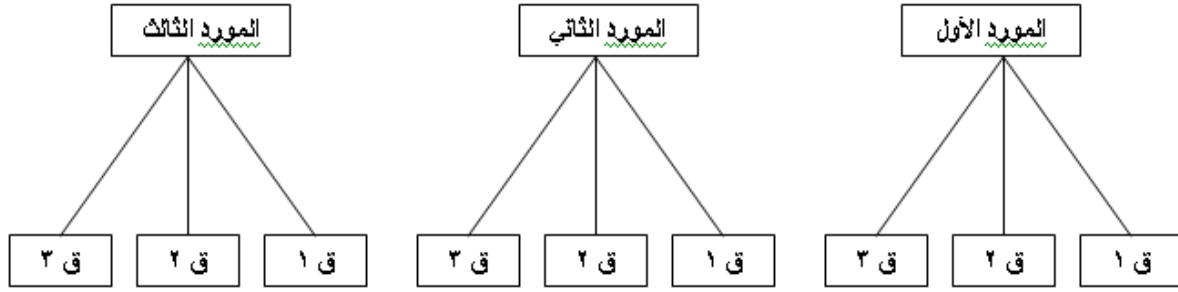 المورد الأول
المورد الثاني
المورد الثالث
ق ١
ق ٢
ق ٣
ق ١
ق ٢
ق ٣
ق ١
ق ٢
ق ٣